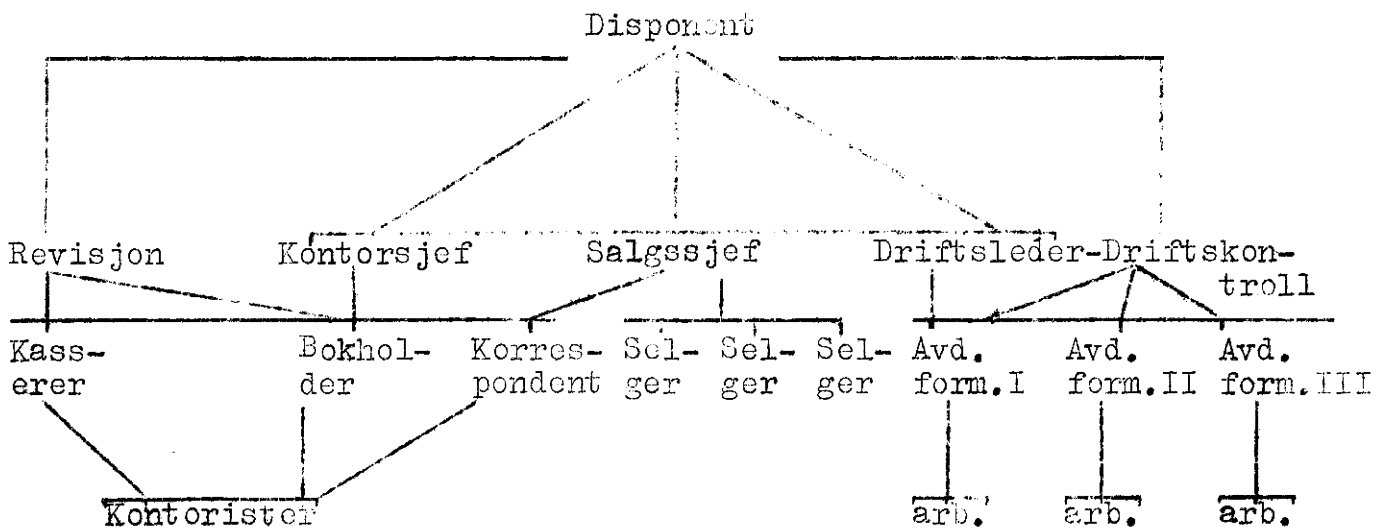 Disponent
Revisjon Kontorsjef Salgssjef Driftsleder-Driftskon-
troll
Kass- Bokhol- Korres- Sel- Sel- Sel- Avd. Avd. Avd.
erer der pondent ger ger ger form.I form.II form.III
Kontorister arb. arb. arb.